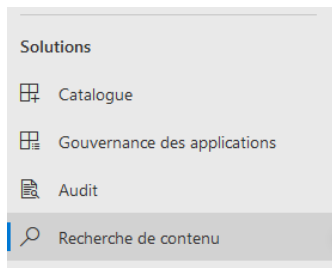 Solutions
Catalogue
Gouvernance des applications
Audit
Recherche de contenu